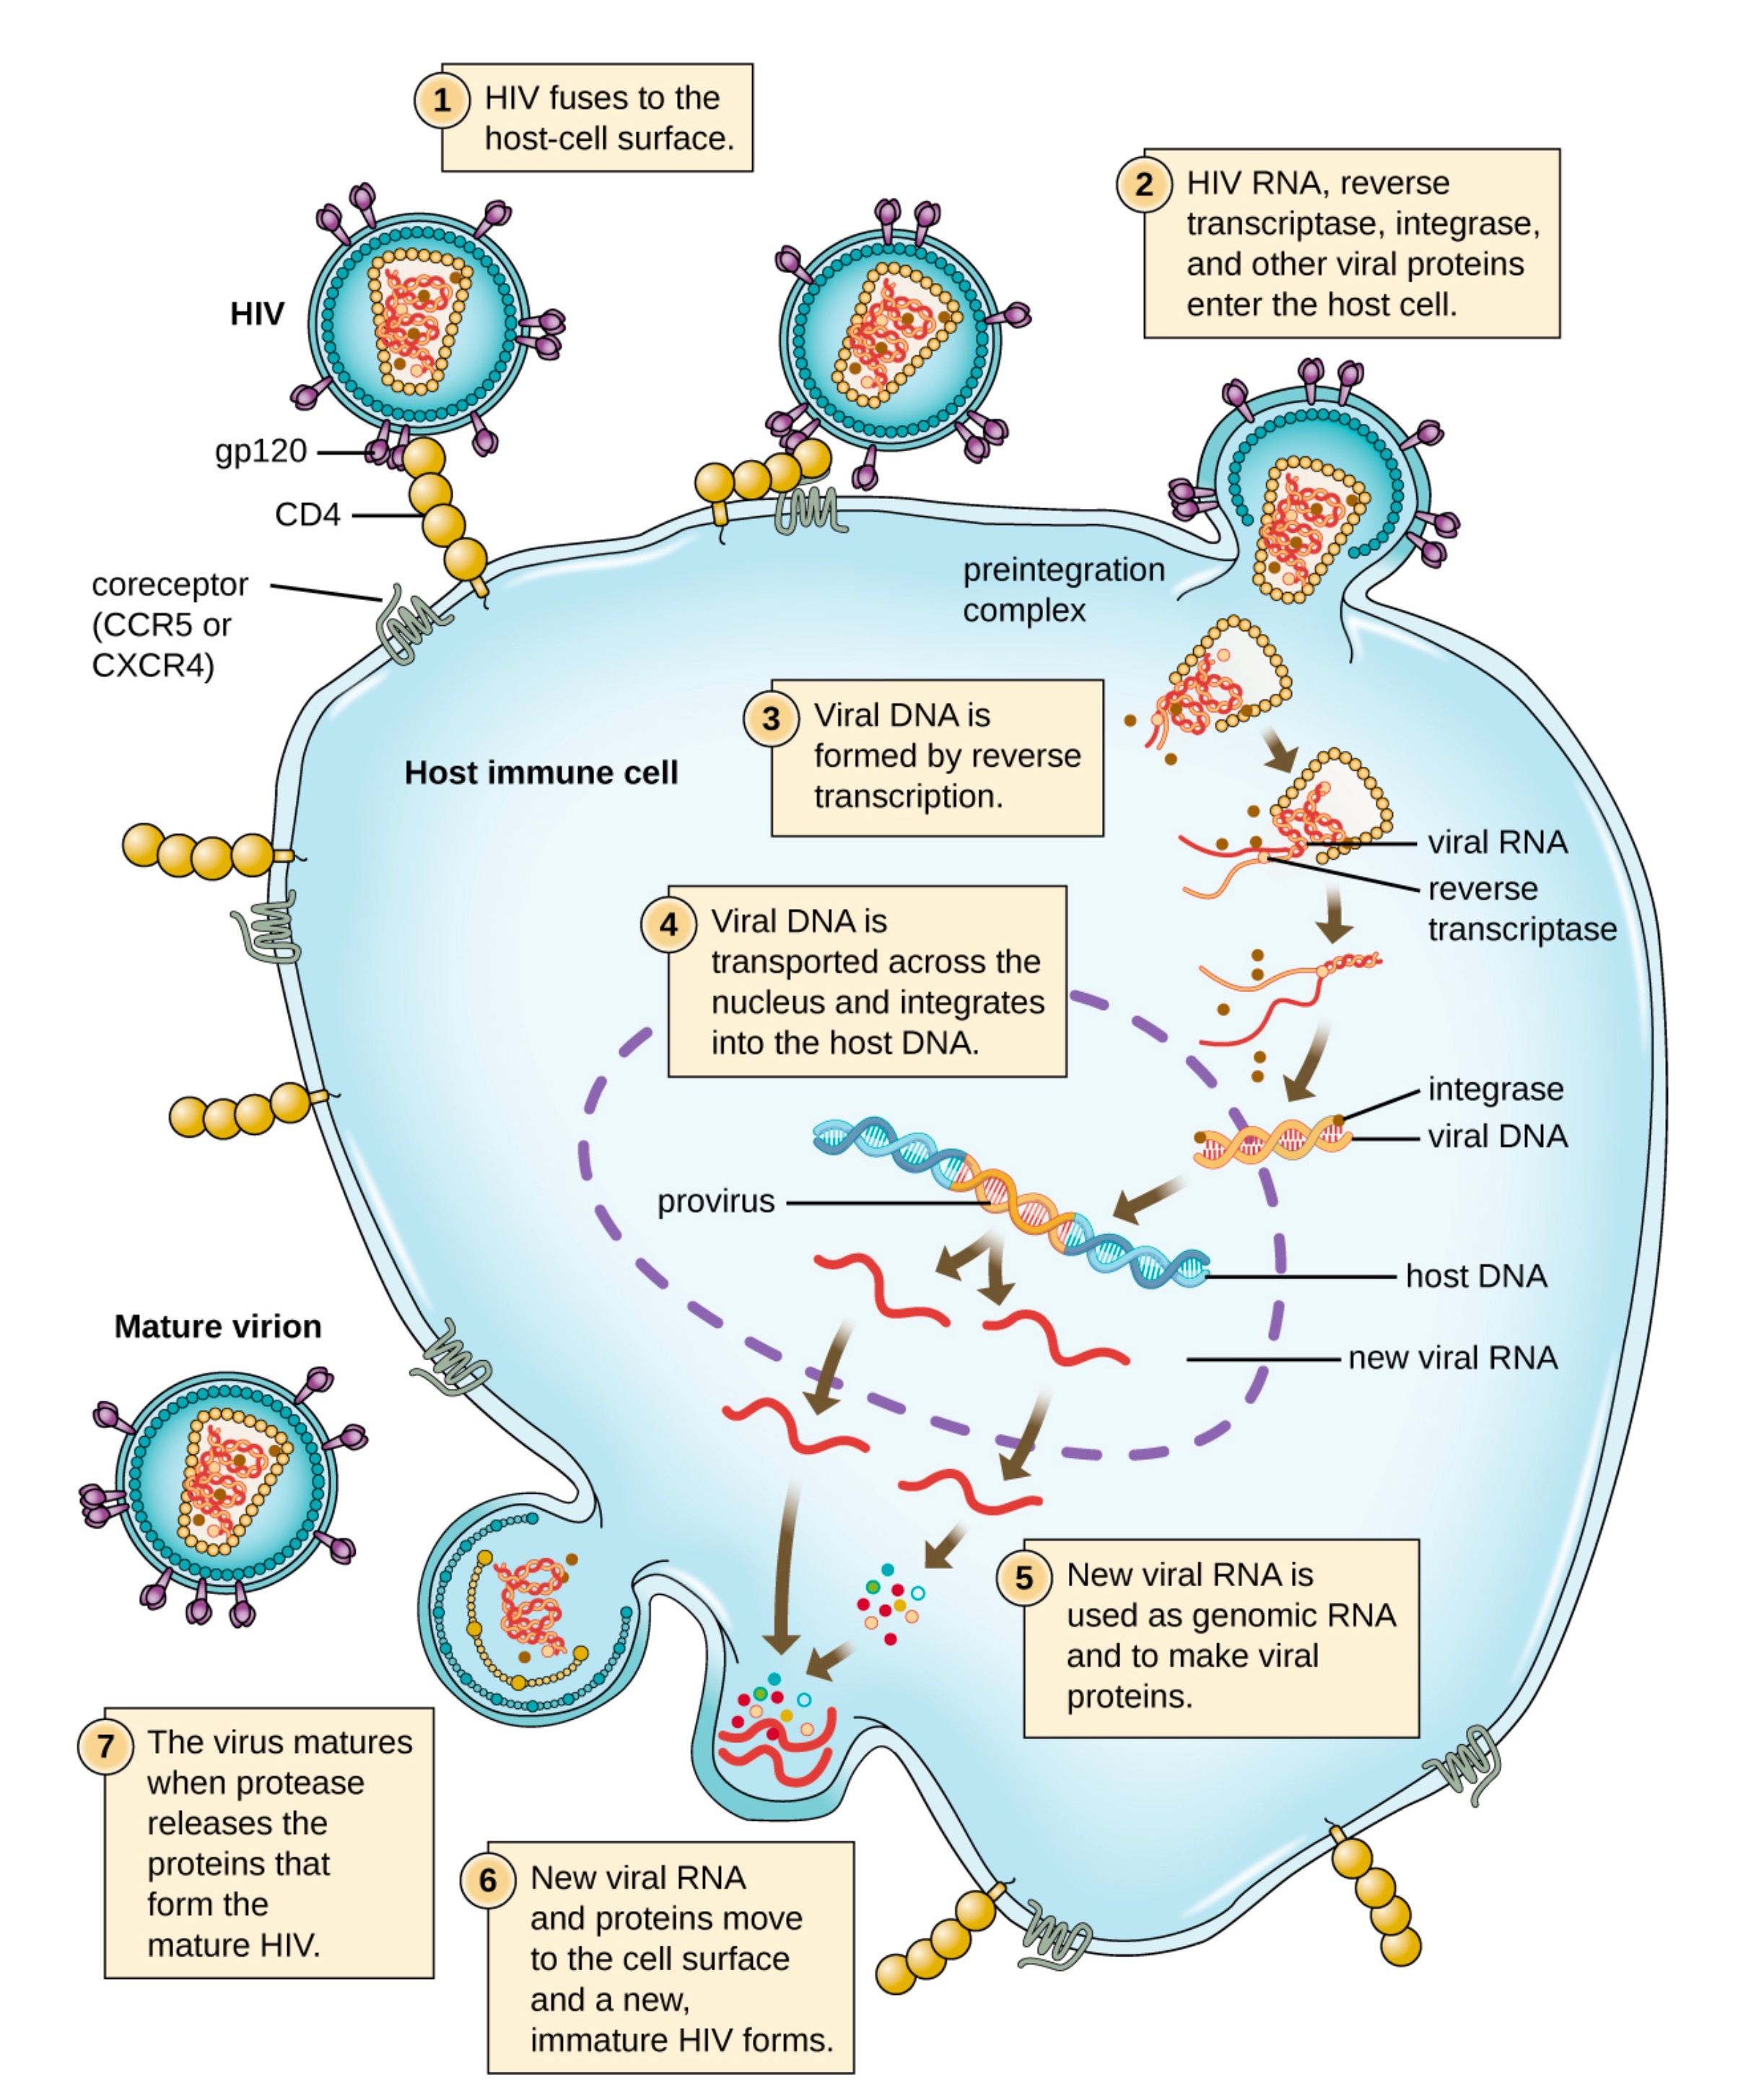 1
HIV fuses to the
host-cell surface.
2
HIV RNA, reverse
transcriptase, integrase,
and other viral proteins
enter the host cell.
HIV
gp120
CD4
coreceptor
(CCR5 or
CXCR4)
preintegration
complex
3
Viral DNA is
formed by reverse
transcription.
Host immune cell
viral RNA
reverse
transcriptase
4
Viral DNA is
transported across the
nucleus and integrates
into the host DNA.
integrase
viral DNA
provirus
host DNA
new viral RNA
Mature virion
5
New viral RNA is
used as genomic RNA
and to make viral
proteins.
7
The virus matures
when protease
releases the
proteins that
form the
mature HIV.
6
New viral RNA
and proteins move
to the cell surface
and a new,
immature HIV forms.